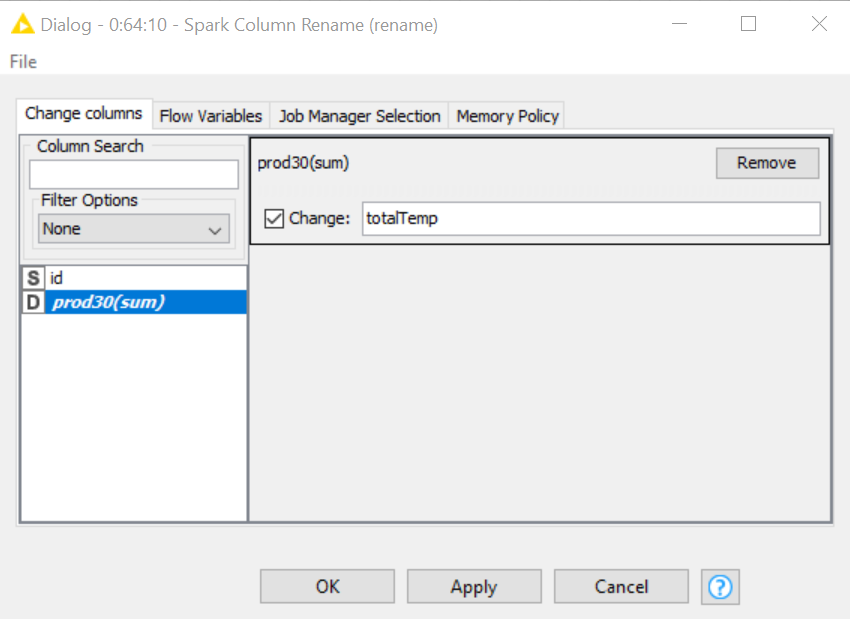 Dialog - 0:64:10 - Spark Column Rename (rename)
File
Change columns Flow Variables Job Manager Selection Memory Policy
Column Search
Filter Options
None
S id
D prod30(sum)
prod30(sum) Remove
Change: totalTemp
OK Apply Cancel ?